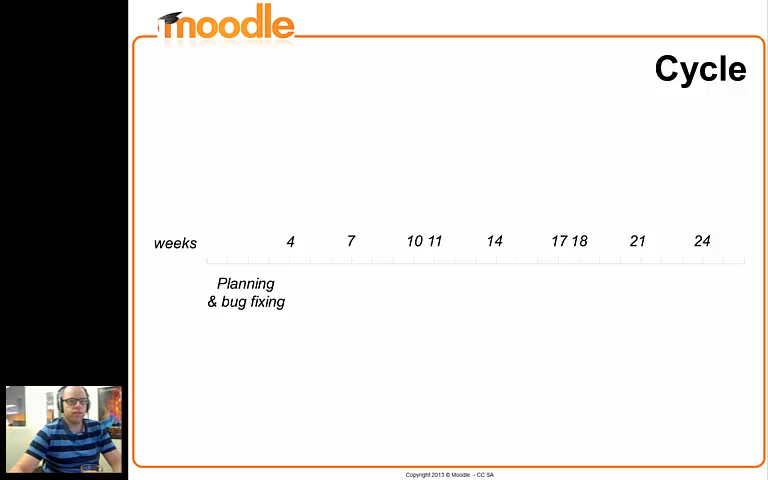 moodle
Cycle
weeks 4 7 10 11 14 17 18 21 24
Planning
& bug fixing
Copyright 2013 © Moodle - CC SA